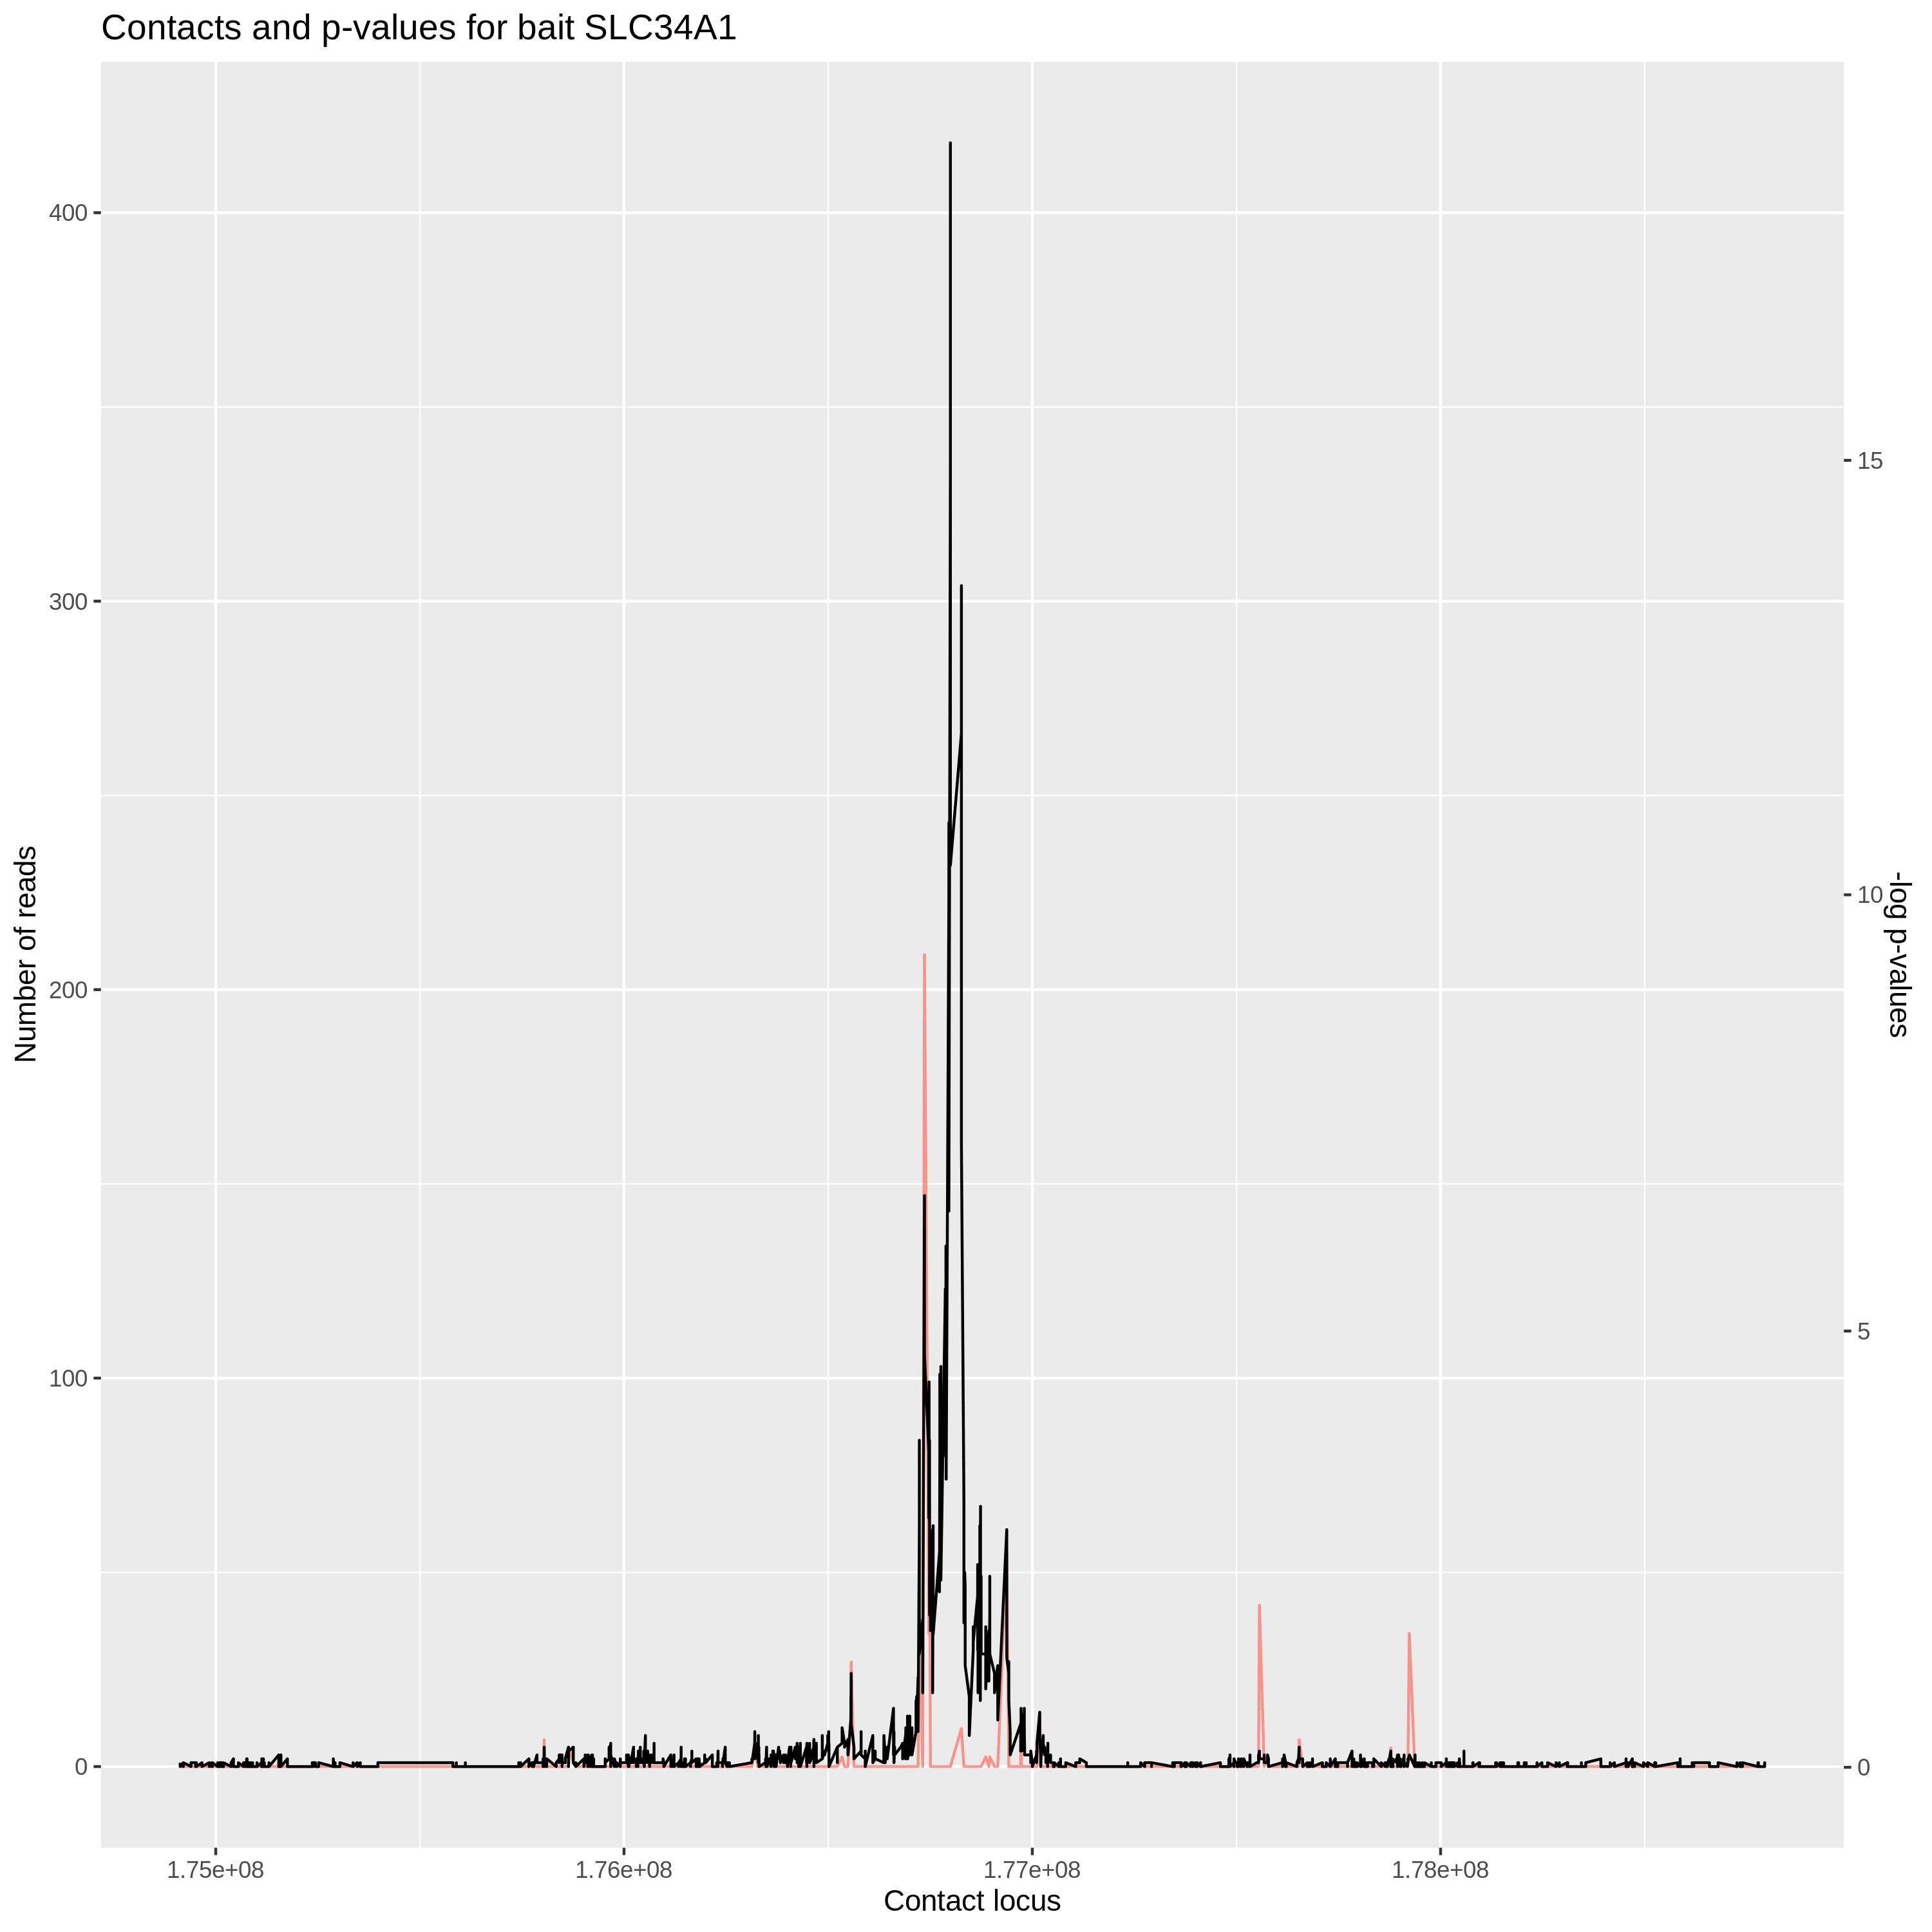 Contacts and p-values for bait SLC34A1
Number of reads
400
300
200
100
0
15
10
5
0
-log p-values
1.75e+08
1.76e+08
1.77e+08
1.78e+08
Contact locus